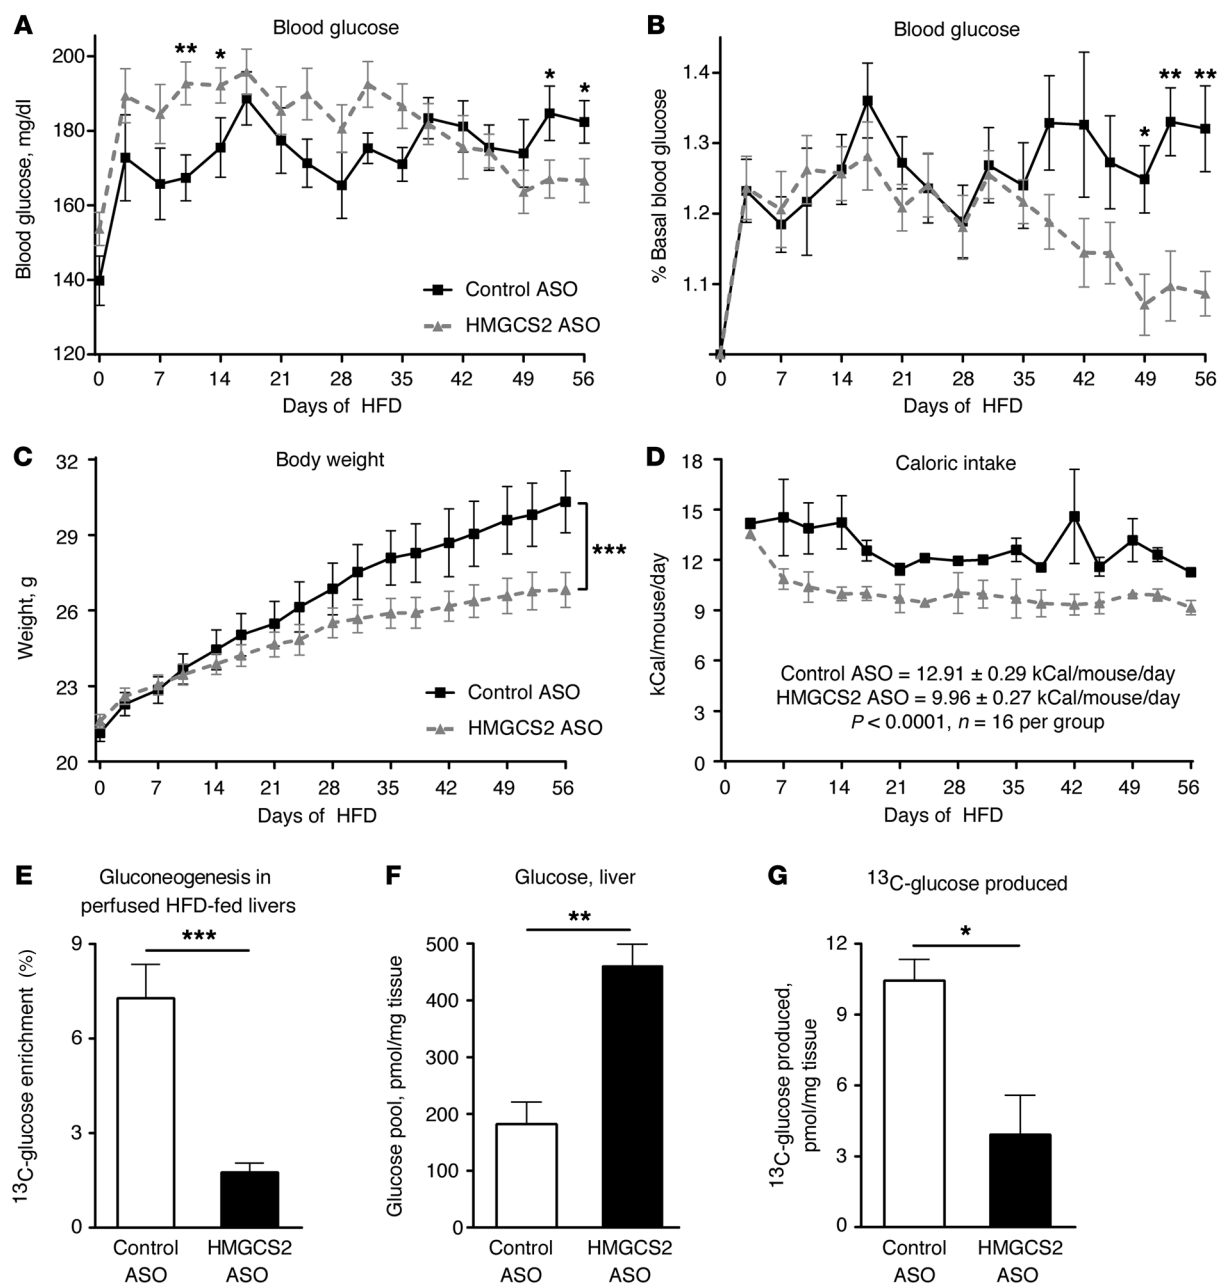 A
Blood glucose
Blood glucose, mg/dl
200
180
160
140
120
** * * *
Control ASO
HMGCS2 ASO
0 7 14 21 28 35 42 49 56
Days of HFD
B
Blood glucose
% Basal blood glucose
1.4
1.3
1.2
1.1
* ** **
0 7 14 21 28 35 42 49 56
Days of HFD
C
Body weight
Weight, g
32
29
26
23
20
***
Control ASO
HMGCS2 ASO
0 7 14 21 28 35 42 49 56
Days of HFD
D
Caloric intake
kCal/mouse/day
18
15
12
9
6
3
0
Control ASO = 12.91 ± 0.29 kCal/mouse/day
HMGCS2 ASO = 9.96 ± 0.27 kCal/mouse/day
P < 0.0001, n = 16 per group
0 7 14 21 28 35 42 49 56
Days of HFD
E
Gluconeogenesis in
perfused HFD-fed livers
13C-glucose enrichment (%)
***
9
6
3
0
Control
ASO
HMGCS2
ASO
F
Glucose, liver
Glucose pool, pmol/mg tissue
**
500
400
300
200
100
0
Control
ASO
HMGCS2
ASO
G
13C-glucose produced
13C-glucose produced,
pmol/mg tissue
*
12
9
6
3
0
Control
ASO
HMGCS2
ASO